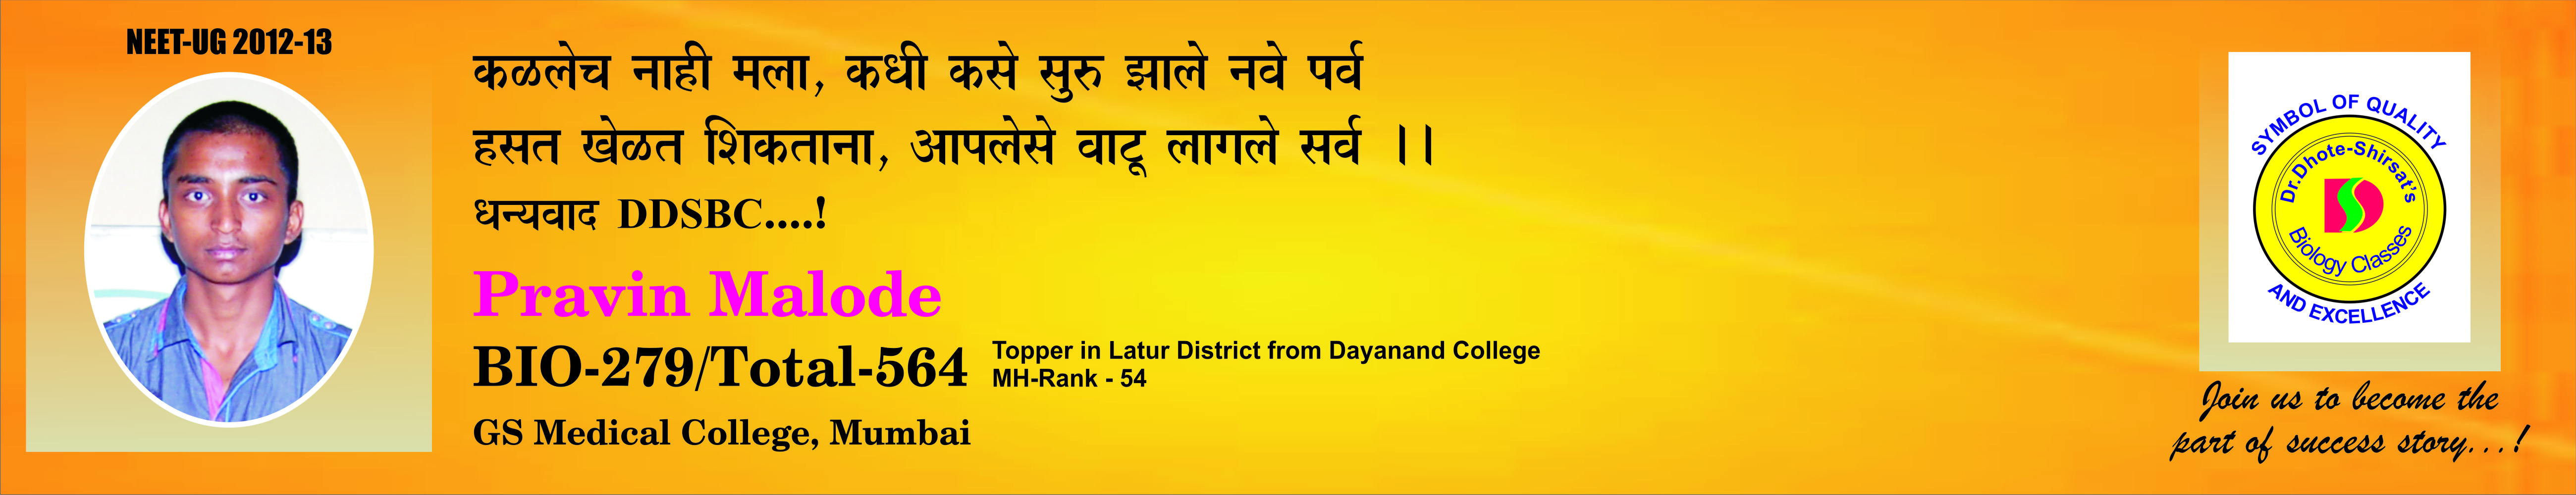 NEET-UG 2012-13
कळलेच नाही मला, कधी कसे सुरु झाले नवे पर्व
हसत खेळत शिकताना, आपलेसे वाटू लागले सर्व ।।
धन्यवाद DDSBC....!
Pravin Malode
BIO-279/Total-564
Topper in Latur District from Dayanand College
MH-Rank - 54
GS Medical College, Mumbai
SYMBOL OF QUALITY
Dr.Dhote-Shirsat's
DS
Biology Classes
AND EXCELLENCE
Join us to become the
part of success story...!